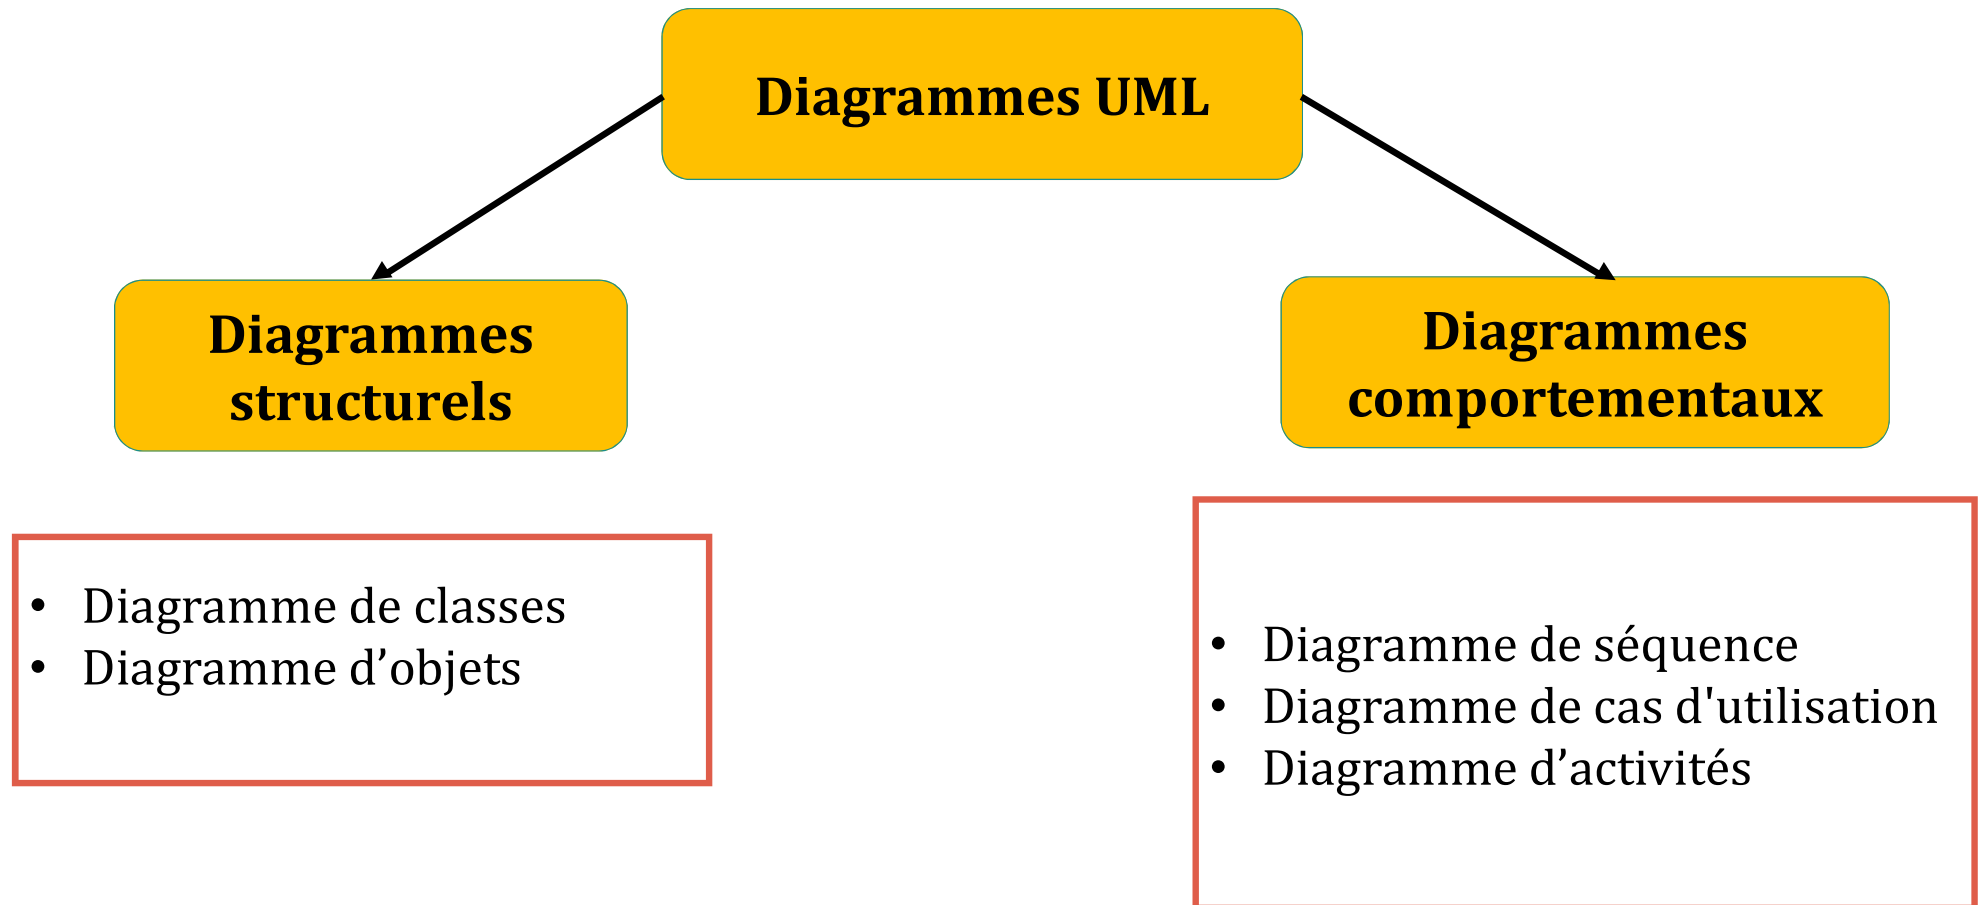 Diagrammes UML
Diagrammes
structurels
Diagrammes
comportementaux
• Diagramme de classes
• Diagramme d’objets
• Diagramme de séquence
• Diagramme de cas d'utilisation
• Diagramme d’activités